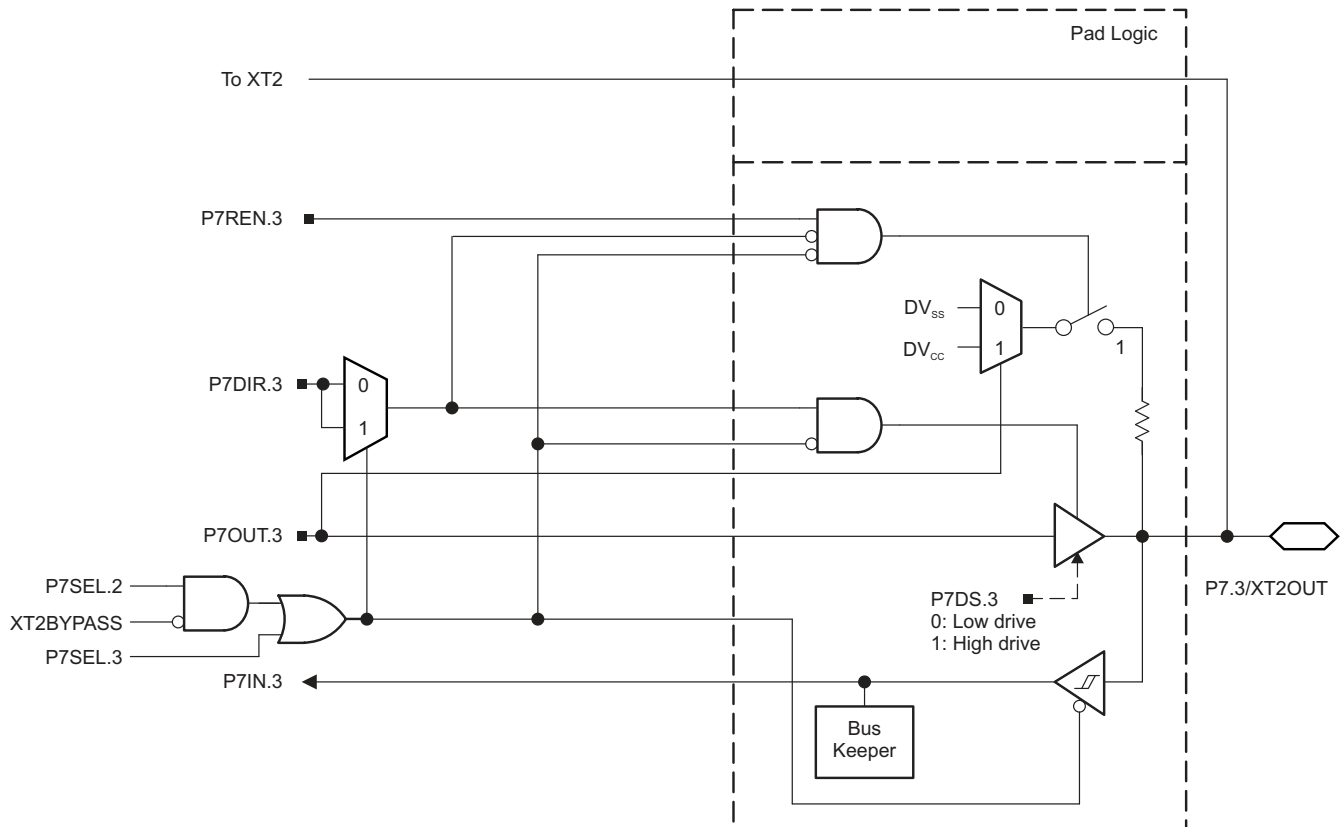 Pad Logic
To XT2
P7REN.3
DVSS
0
DVCC
1
1
P7DIR.3
0
1
P7OUT.3
P7SEL.2
XT2BYPASS
P7SEL.3
P7DS.3
0: Low drive
1: High drive
P7.3/XT2OUT
P7IN.3
Bus
Keeper